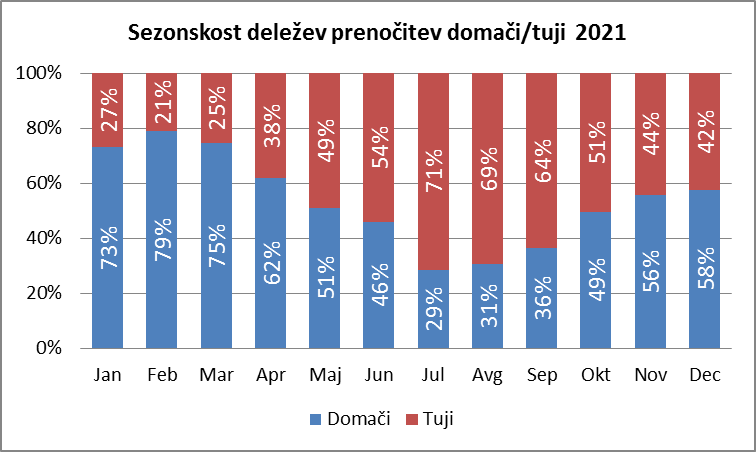 Sezonskost deležev prenočitev domači/tuji 2021
100%
80%
60%
40%
20%
0%
27% 21% 25% 38% 49% 54% 71% 69% 64% 51% 44% 42%
73% 79% 75% 62% 51% 46% 29% 31% 36% 49% 56% 58%
Jan Feb Mar Apr Maj Jun Jul Avg Sep Okt Nov Dec
Domači Tuji